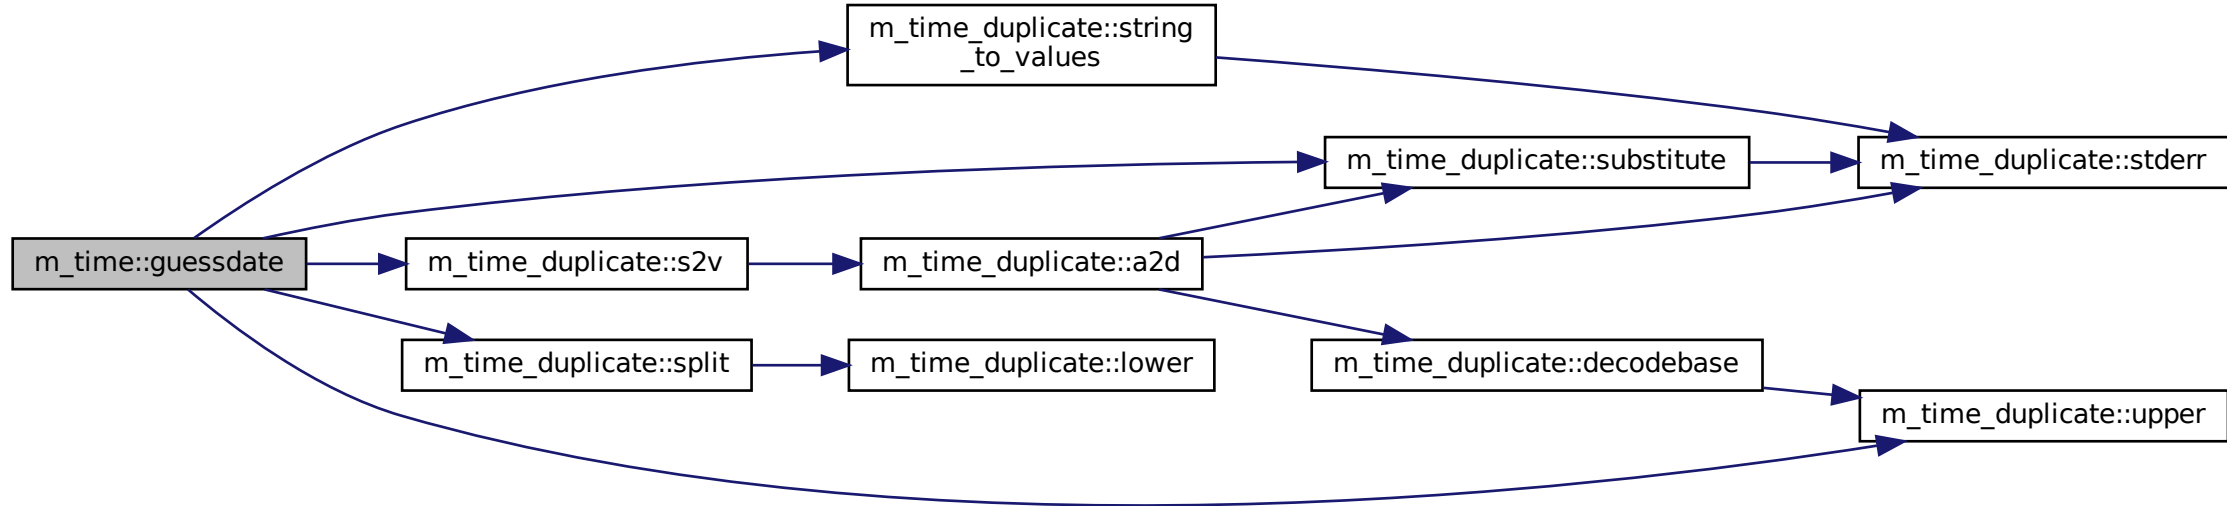 m_time_duplicate::string
_to_values
m_time_duplicate::substitute
m_time_duplicate::stderr
m_time::guessdate
m_time_duplicate::s2v
m_time_duplicate::a2d
m_time_duplicate::split
m_time_duplicate::lower
m_time_duplicate::decodebase
m_time_duplicate::upper